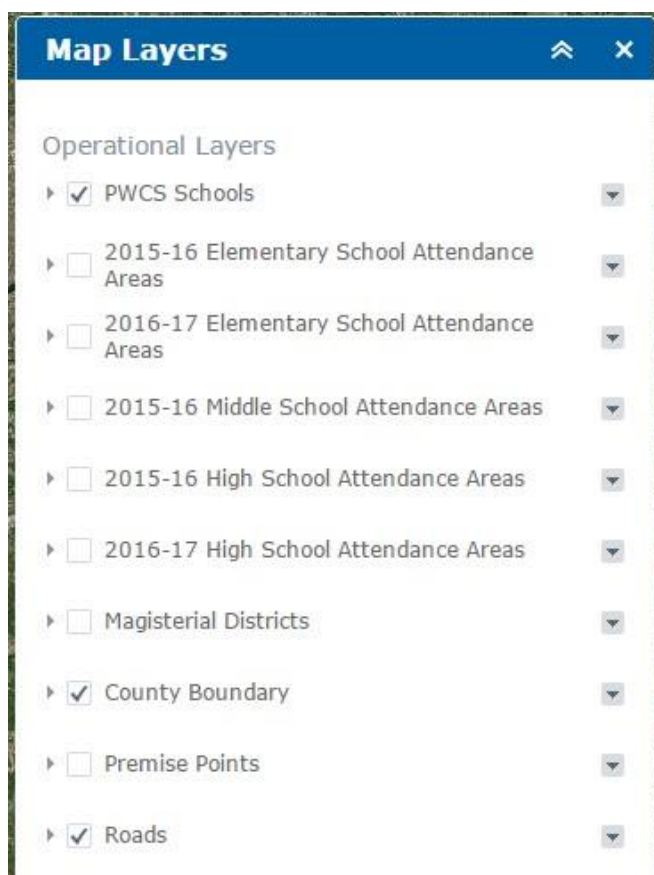 Map Layers
Operational Layers
PWCS Schools
2015-16 Elementary School Attendance
Areas
2016-17 Elementary School Attendance
Areas
2015-16 Middle School Attendance Areas
2015-16 High School Attendance Areas
2016-17 High School Attendance Areas
Magisterial Districts
County Boundary
Premise Points
Roads